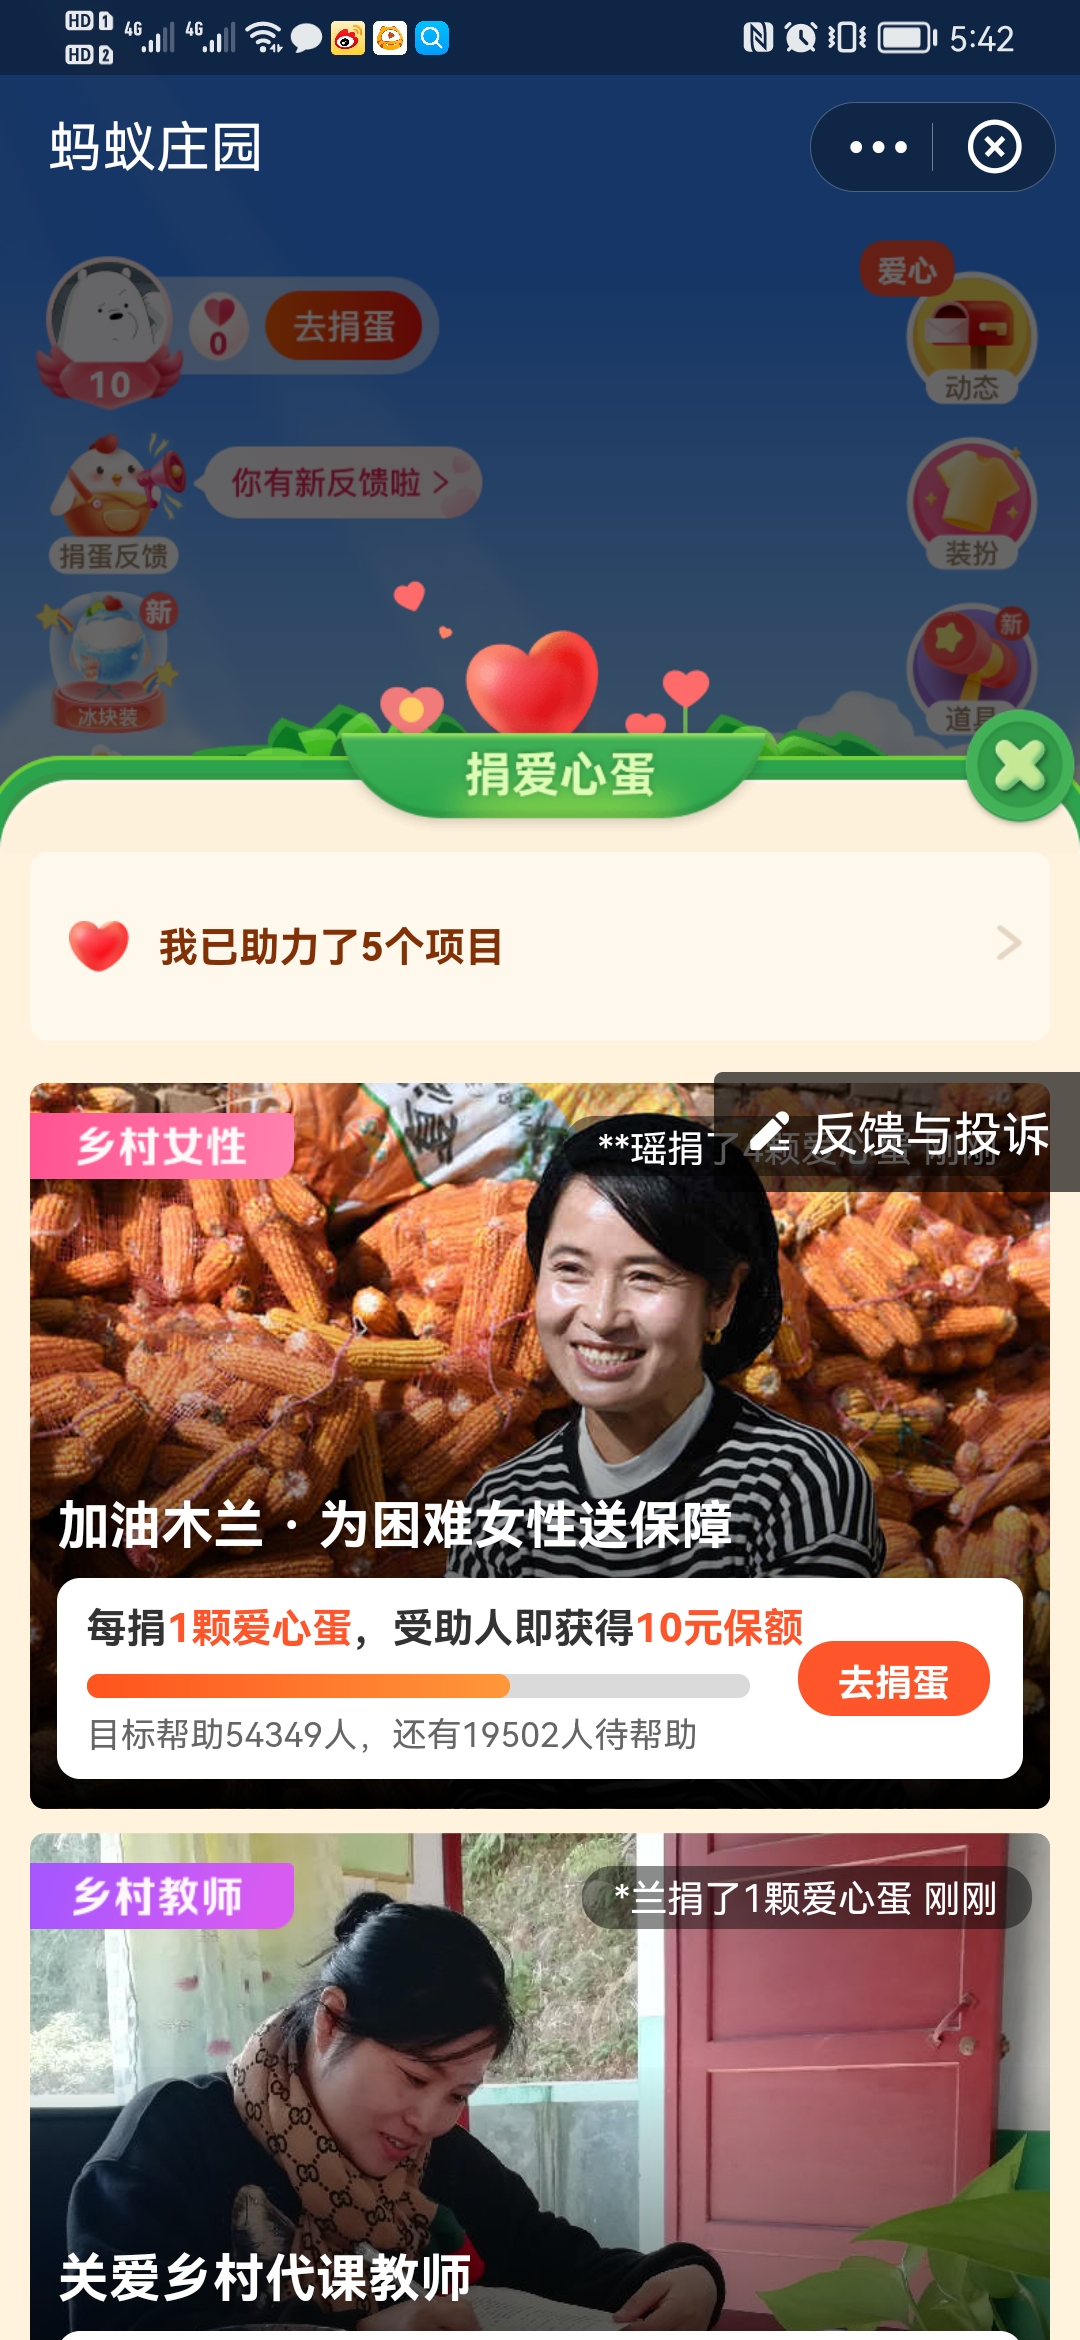 HD 1 4G 4G 5:42
HD 2
蚂蚁庄园
爱心
0 去捐蛋
10
动态
你有新反馈啦 >
捐蛋反馈
装扮
新
新
冰块装
道具
捐爱心蛋
我已助力了5个项目
反馈与投诉
乡村女性
**瑶捐了4颗爱心蛋 刚刚
加油木兰 · 为困难女性送保障
每捐1颗爱心蛋，受助人即获得10元保额
去捐蛋
目标帮助54349人，还有19502人待帮助
乡村教师
*兰捐了1颗爱心蛋 刚刚
关爱乡村代课教师